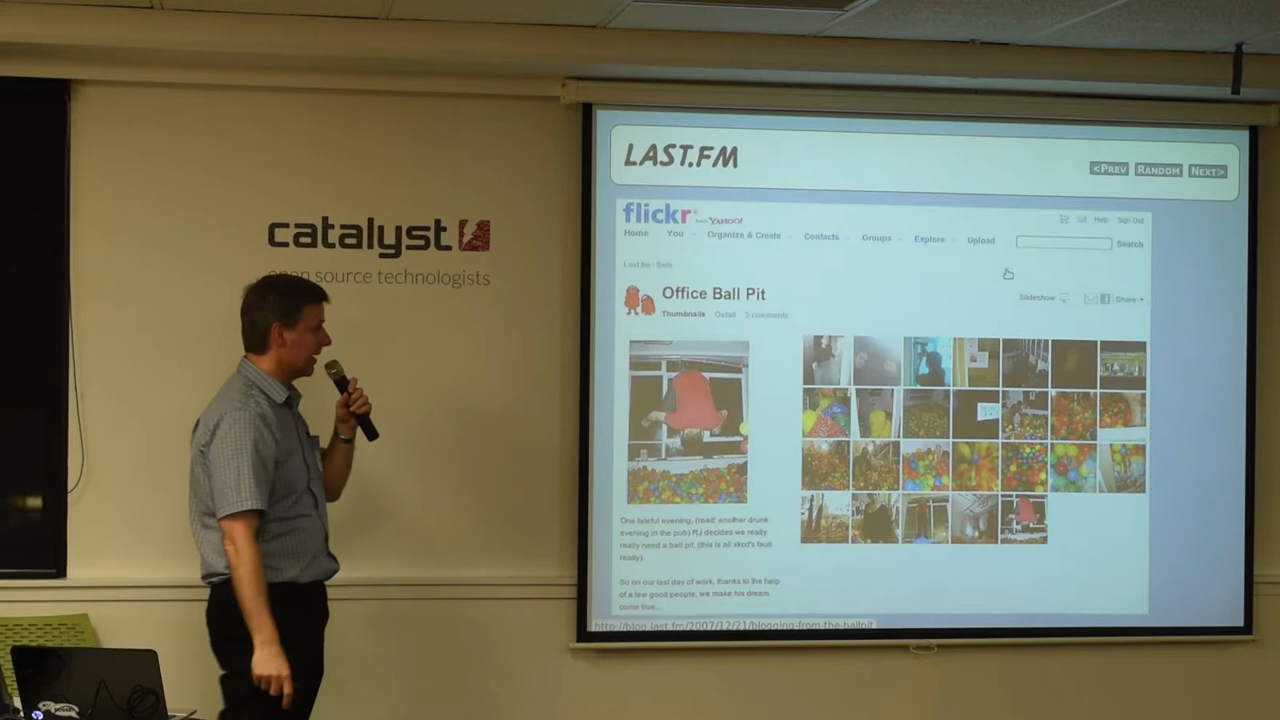 catalyst
open source technologists
LAST.FM
<PREV RANDOM NEXT>
flickr from YAHOO!
Help Sign Out
Home You Organize & Create Contacts Groups Explore Upload Search
Last.fm Sets
Office Ball Pit
Slideshow Share
Thumbnails Detail 5 comments
One fateful evening, (read: another drunk
evening in the pub) RJ decides we really
really need a ball pit, (this is all xkcd's fault
really).
So on our last day of work, thanks to the help
of a few good people, we make his dream
come true...
http://blog.last.fm/2007/12/21/blogging-from-the-ballpit